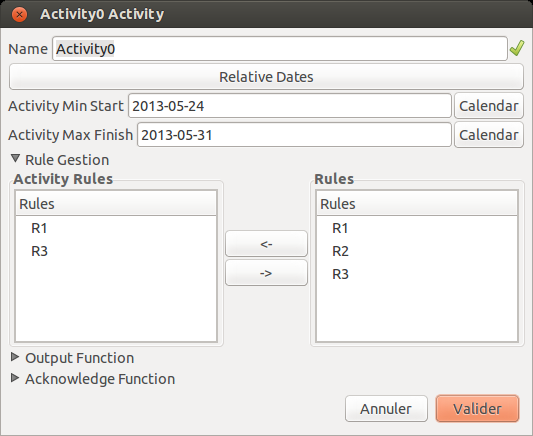 Activity0 Activity
Name Activity0
Relative Dates
Activity Min Start 2013-05-24 Calendar
Activity Max Finish 2013-05-31 Calendar
Rule Gestion
Activity Rules Rules
Rules Rules
R1 R1
R3 R2
R3
<-
->
Output Function
Acknowledge Function
Annuler Valider